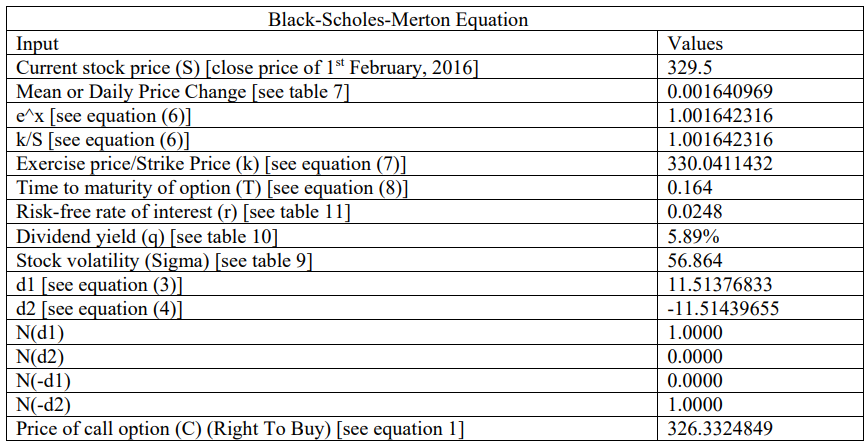 Black-Scholes-Merton Equation
Input Values
Current stock price (S) [close price of 1st February, 2016] 329.5
Mean or Daily Price Change [see table 7] 0.001640969
e^x [see equation (6)] 1.001642316
k/S [see equation (6)] 1.001642316
Exercise price/Strike Price (k) [see equation (7)] 330.0411432
Time to maturity of option (T) [see equation (8)] 0.164
Risk-free rate of interest (r) [see table 11] 0.0248
Dividend yield (q) [see table 10] 5.89%
Stock volatility (Sigma) [see table 9] 56.864
d1 [see equation (3)] 11.51376833
d2 [see equation (4)] -11.51439655
N(d1) 1.0000
N(d2) 0.0000
N(-d1) 0.0000
N(-d2) 1.0000
Price of call option (C) (Right To Buy) [see equation 1] 326.3324849